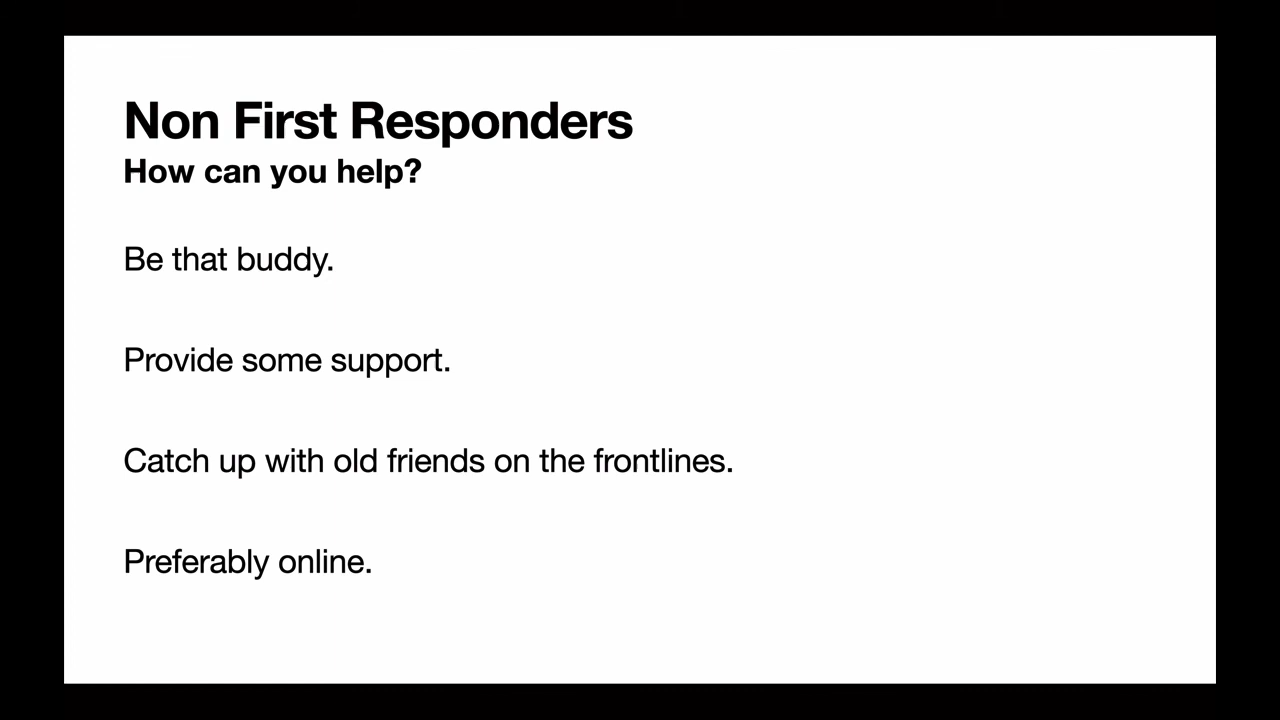 Non First Responders
How can you help?
Be that buddy.
Provide some support.
Catch up with old friends on the frontlines.
Preferably online.